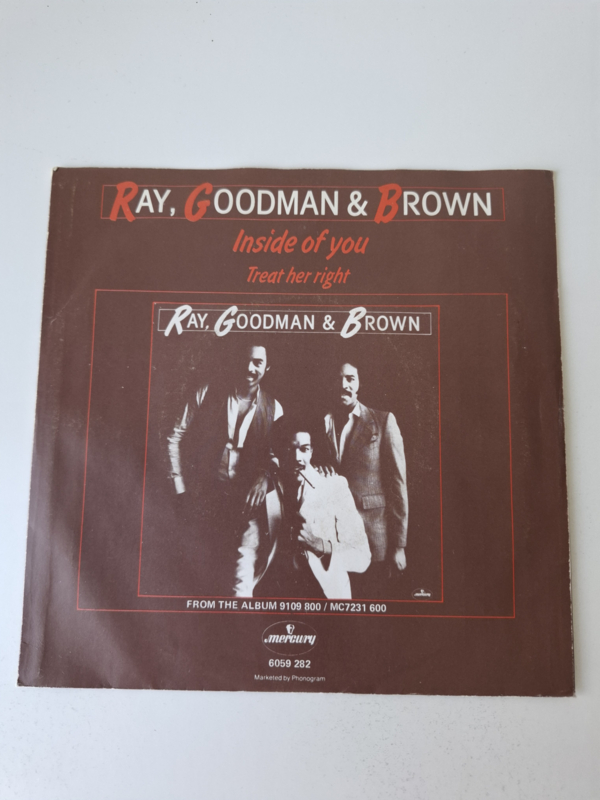 RAY, GOODMAN & BROWN
Inside of you
Treat her right
RAY, GOODMAN & BROWN
FROM THE ALBUM 9109 800 / MC7231 600
mercury
6059 282
Marketed by Phonogram